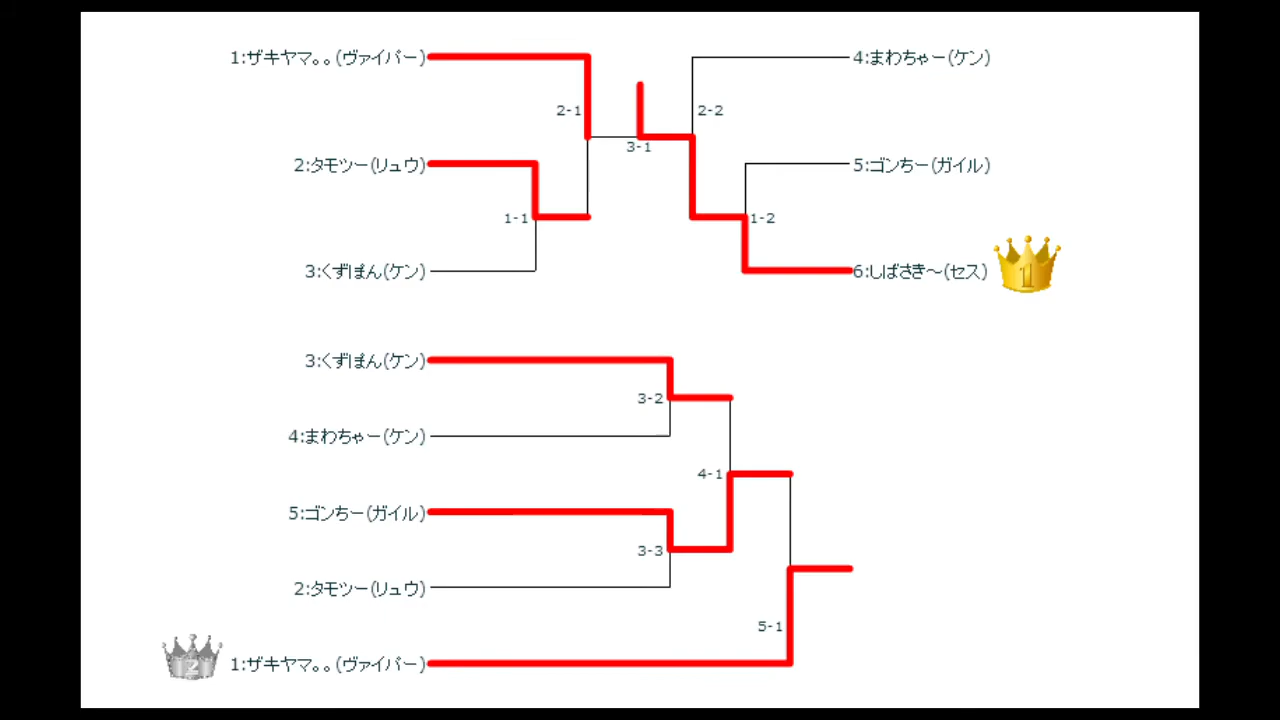 1:ザキヤマ。。(ヴァイパー)
4:まわちゃー(ケン)
2-1
2-2
3-1
2:タモツー(リュウ)
5:ゴンちー(ガイル)
1-1
1-2
3:くずぽん(ケン)
6:しばさき～(セス)
1
3:くずぽん(ケン)
3-2
4:まわちゃー(ケン)
4-1
5:ゴンちー(ガイル)
3-3
2:タモツー(リュウ)
5-1
2
1:ザキヤマ。。(ヴァイパー)